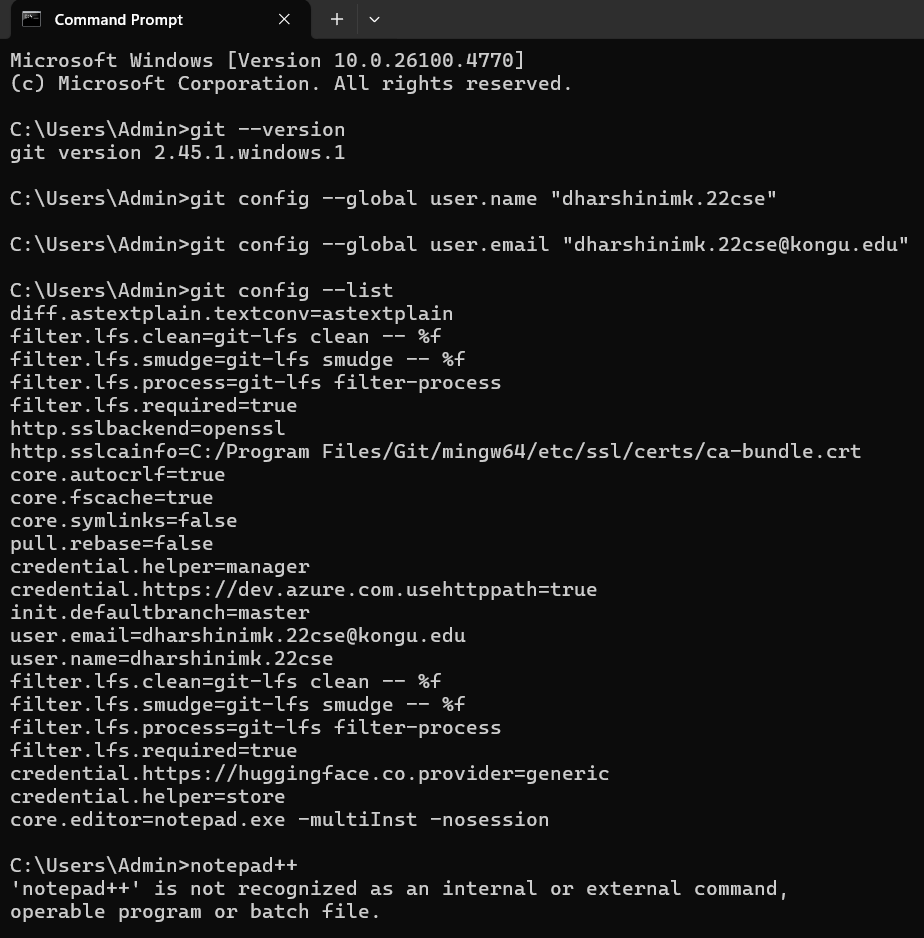 Command Prompt
Microsoft Windows [Version 10.0.26100.4770]
(c) Microsoft Corporation. All rights reserved.
C:\Users\Admin>git --version
git version 2.45.1.windows.1
C:\Users\Admin>git config --global user.name "dharshinimk.22cse"
C:\Users\Admin>git config --global user.email "dharshinimk.22cse@kongu.edu"
C:\Users\Admin>git config --list
diff.astextplain.textconv=astextplain
filter.lfs.clean=git-lfs clean -- %f
filter.lfs.smudge=git-lfs smudge -- %f
filter.lfs.process=git-lfs filter-process
filter.lfs.required=true
http.sslbackend=openssl
http.sslcainfo=C:/Program Files/Git/mingw64/etc/ssl/certs/ca-bundle.crt
core.autocrlf=true
core.fscache=true
core.symlinks=false
pull.rebase=false
credential.helper=manager
credential.https://dev.azure.com.usehttppath=true
init.defaultbranch=master
user.email=dharshinimk.22cse@kongu.edu
user.name=dharshinimk.22cse
filter.lfs.clean=git-lfs clean -- %f
filter.lfs.smudge=git-lfs smudge -- %f
filter.lfs.process=git-lfs filter-process
filter.lfs.required=true
credential.https://huggingface.co.provider=generic
credential.helper=store
core.editor=notepad.exe -multiInst -nosession
C:\Users\Admin>notepad++
'notepad++' is not recognized as an internal or external command,
operable program or batch file.